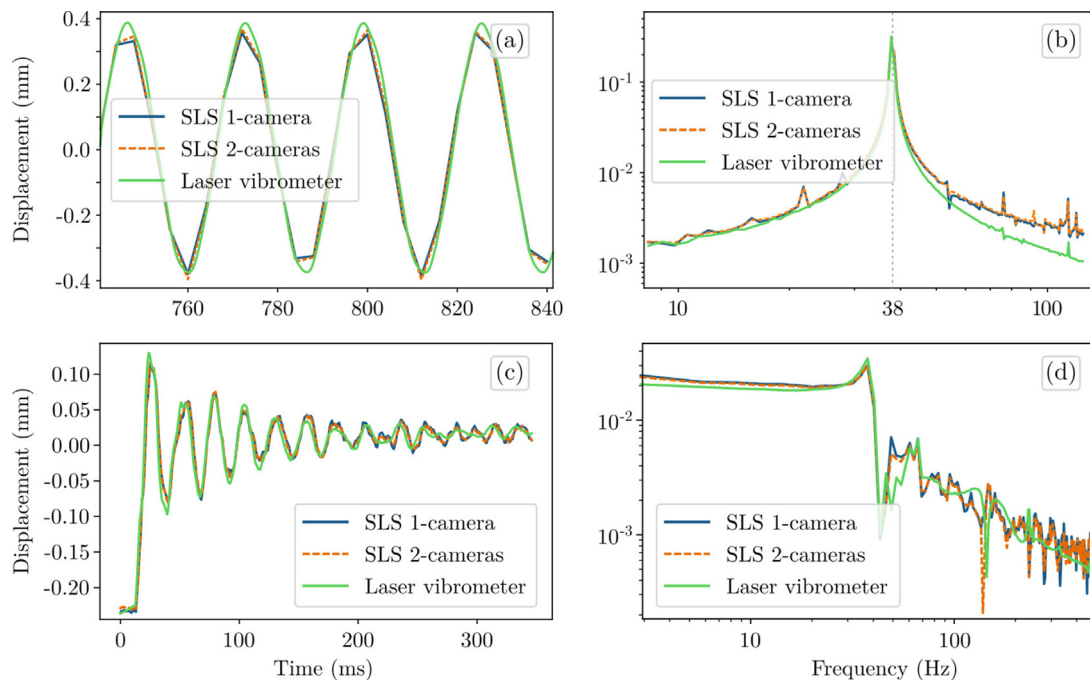 0.4
0.2
0.0
-0.2
-0.4
Displacement (mm)
(a)
SLS 1-camera
SLS 2-cameras
Laser vibrometer
760
780
800
820
840
10⁻¹
10⁻²
10⁻³
(b)
SLS 1-camera
SLS 2-cameras
Laser vibrometer
10
38
100
0.10
0.05
0.00
-0.05
-0.10
-0.15
-0.20
Displacement (mm)
(c)
SLS 1-camera
SLS 2-cameras
Laser vibrometer
0
100
200
300
Time (ms)
10⁻²
10⁻³
(d)
SLS 1-camera
SLS 2-cameras
Laser vibrometer
10
100
Frequency (Hz)